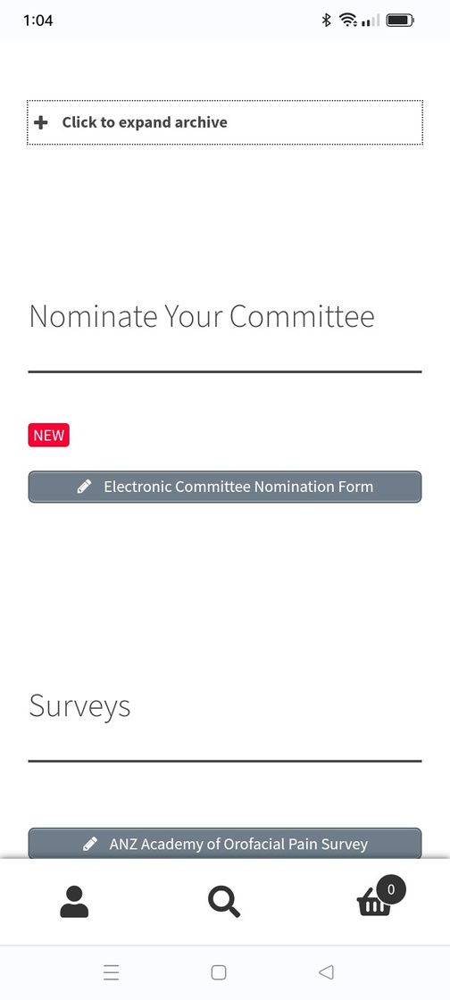 1:04
Click to expand archive
Nominate Your Committee
NEW
Electronic Committee Nomination Form
Surveys
ANZ Academy of Orofacial Pain Survey
0